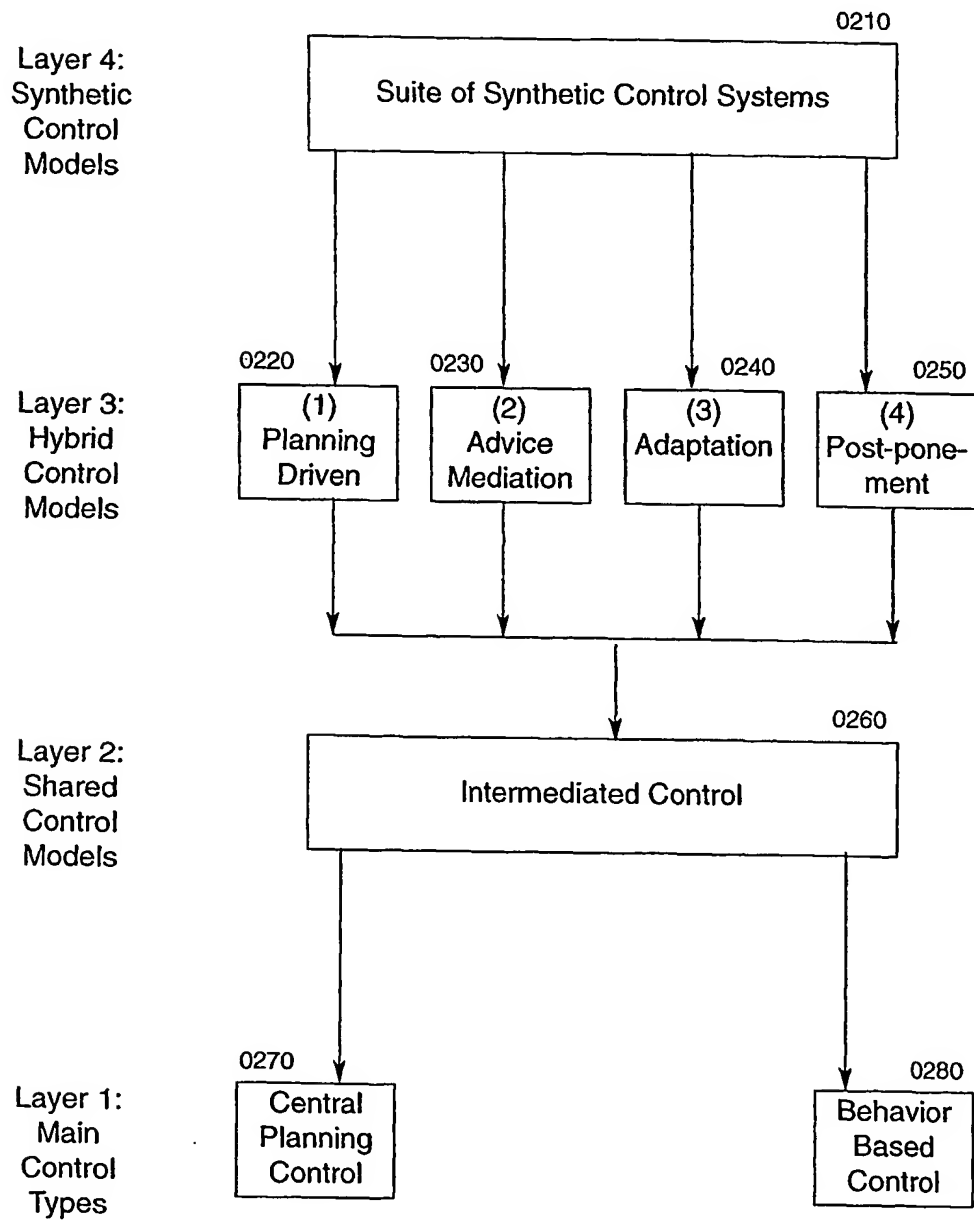 0210
Layer 4:
Synthetic
Control
Models
Suite of Synthetic Control Systems
0220
0230
0240
0250
Layer 3:
Hybrid
Control
Models
(1)
Planning
Driven
(2)
Advice
Mediation
(3)
Adaptation
(4)
Post-pone-
ment
0260
Layer 2:
Shared
Control
Models
Intermediated Control
0270
0280
Layer 1:
Main
Control
Types
Central
Planning
Control
Behavior
Based
Control